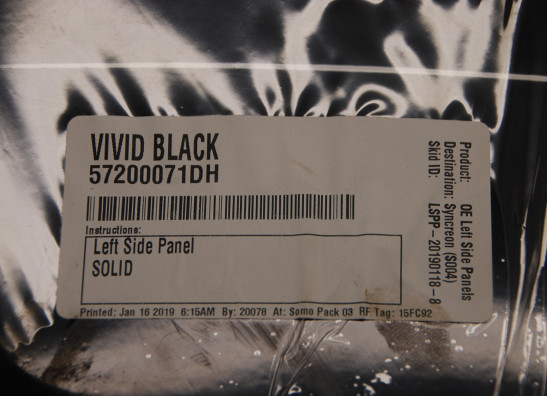 VIVID BLACK
57200071DH
Instructions:
Left Side Panel
SOLID
Printed: Jan 16 2019 6:15AM By: 20078 At: Somo Pack 03 RF Tag: 15FC92
Product: OE Left Side Panels
Destination: Syncreon (S004)
Skid ID: LSPP-20190118-8